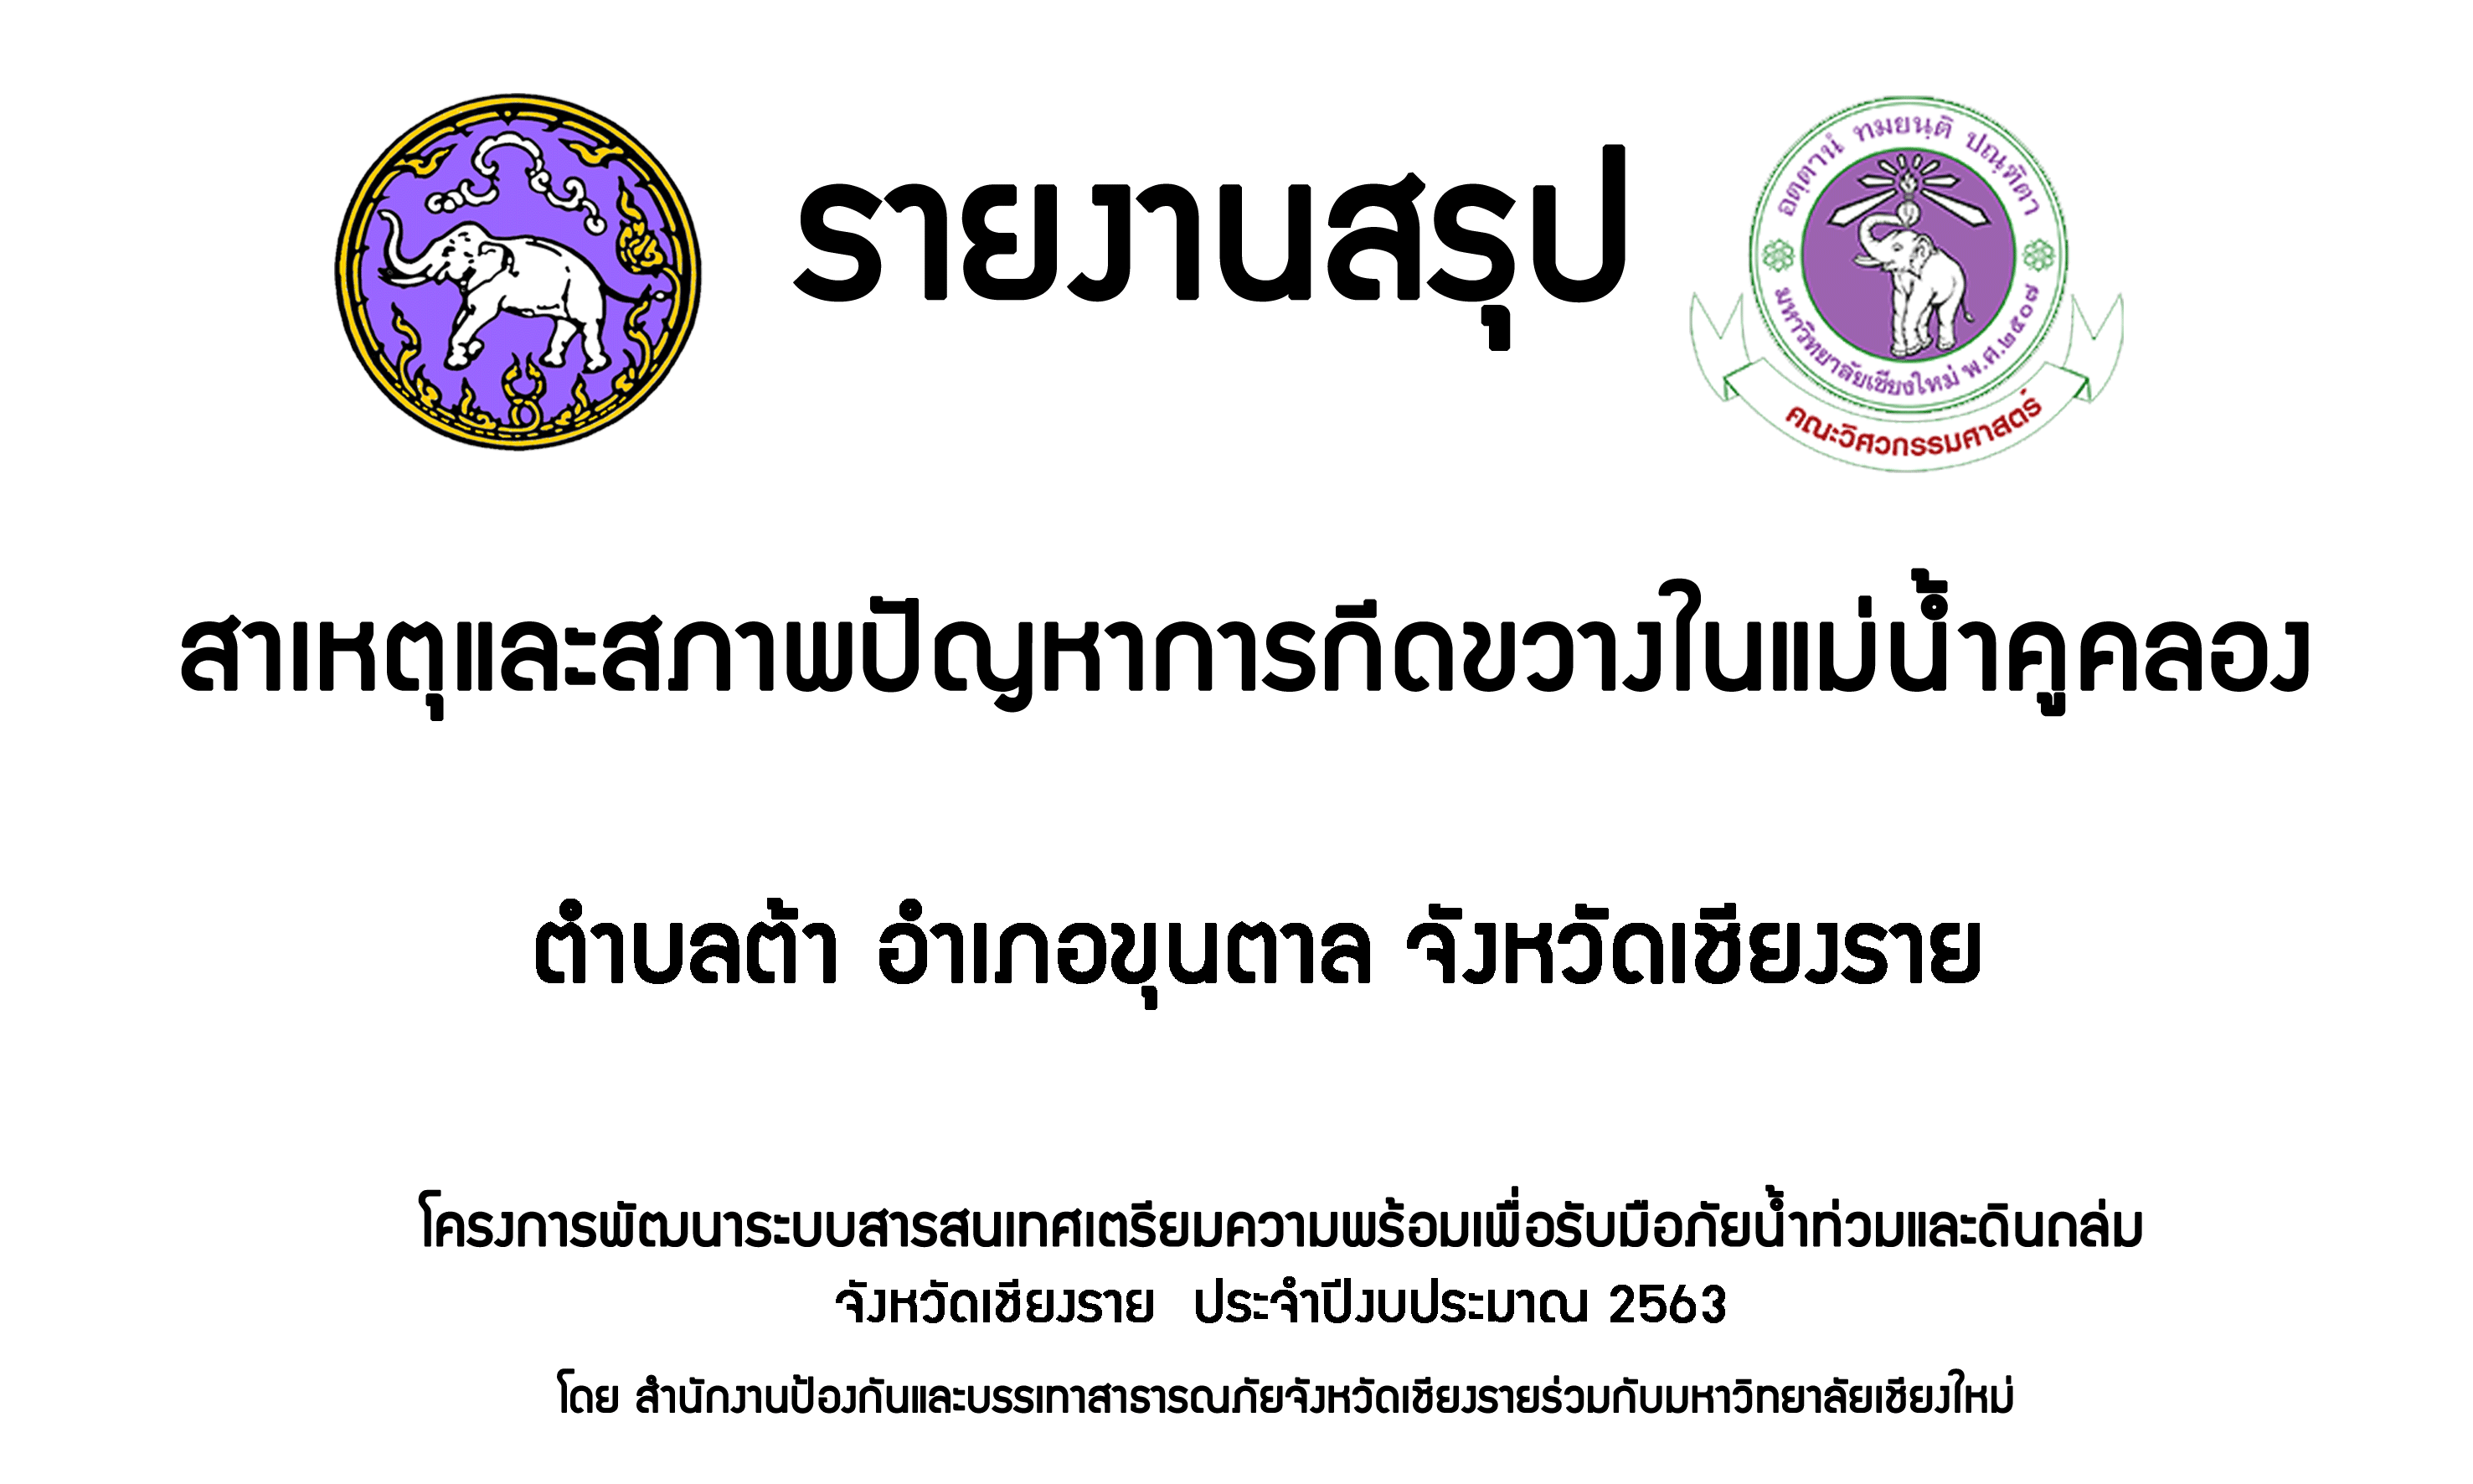 รายงานสรุป
อตฺตานํ ทมยนฺติ ปณฺฑิตา
มหาวิทยาลัยเชียงใหม่ พ.ศ.๒๕๐๗
คณะวิศวกรรมศาสตร์
สาเหตุและสภาพปัญหาการกีดขวางในแม่น้ำคูคลอง
ตำบลต้า อำเภอขุนตาล จังหวัดเชียงราย
โครงการพัฒนาระบบสารสนเทศเตรียมความพร้อมเพื่อรับมือภัยน้ำท่วมและดินถล่ม
จังหวัดเชียงราย ประจำปีงบประมาณ 2563
โดย สำนักงานป้องกันและบรรเทาสาธารณภัยจังหวัดเชียงรายร่วมกับมหาวิทยาลัยเชียงใหม่